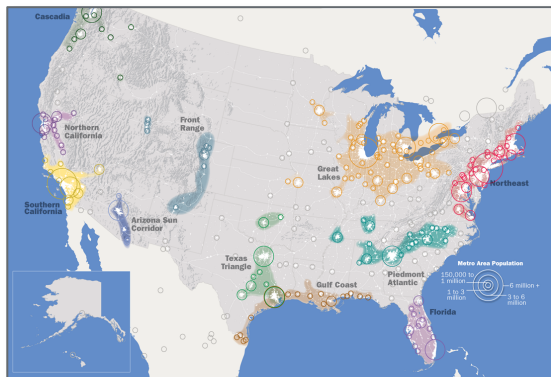 Cascadia
Northern
California
Front
Range
Great
Lakes
Northeast
Southern
California
Arizona Sun
Corridor
Texas
Triangle
Gulf Coast
Piedmont
Atlantic
Florida
Metro Area Population
150,000 to
1 million
1 to 3
million
6 million +
3 to 6
million